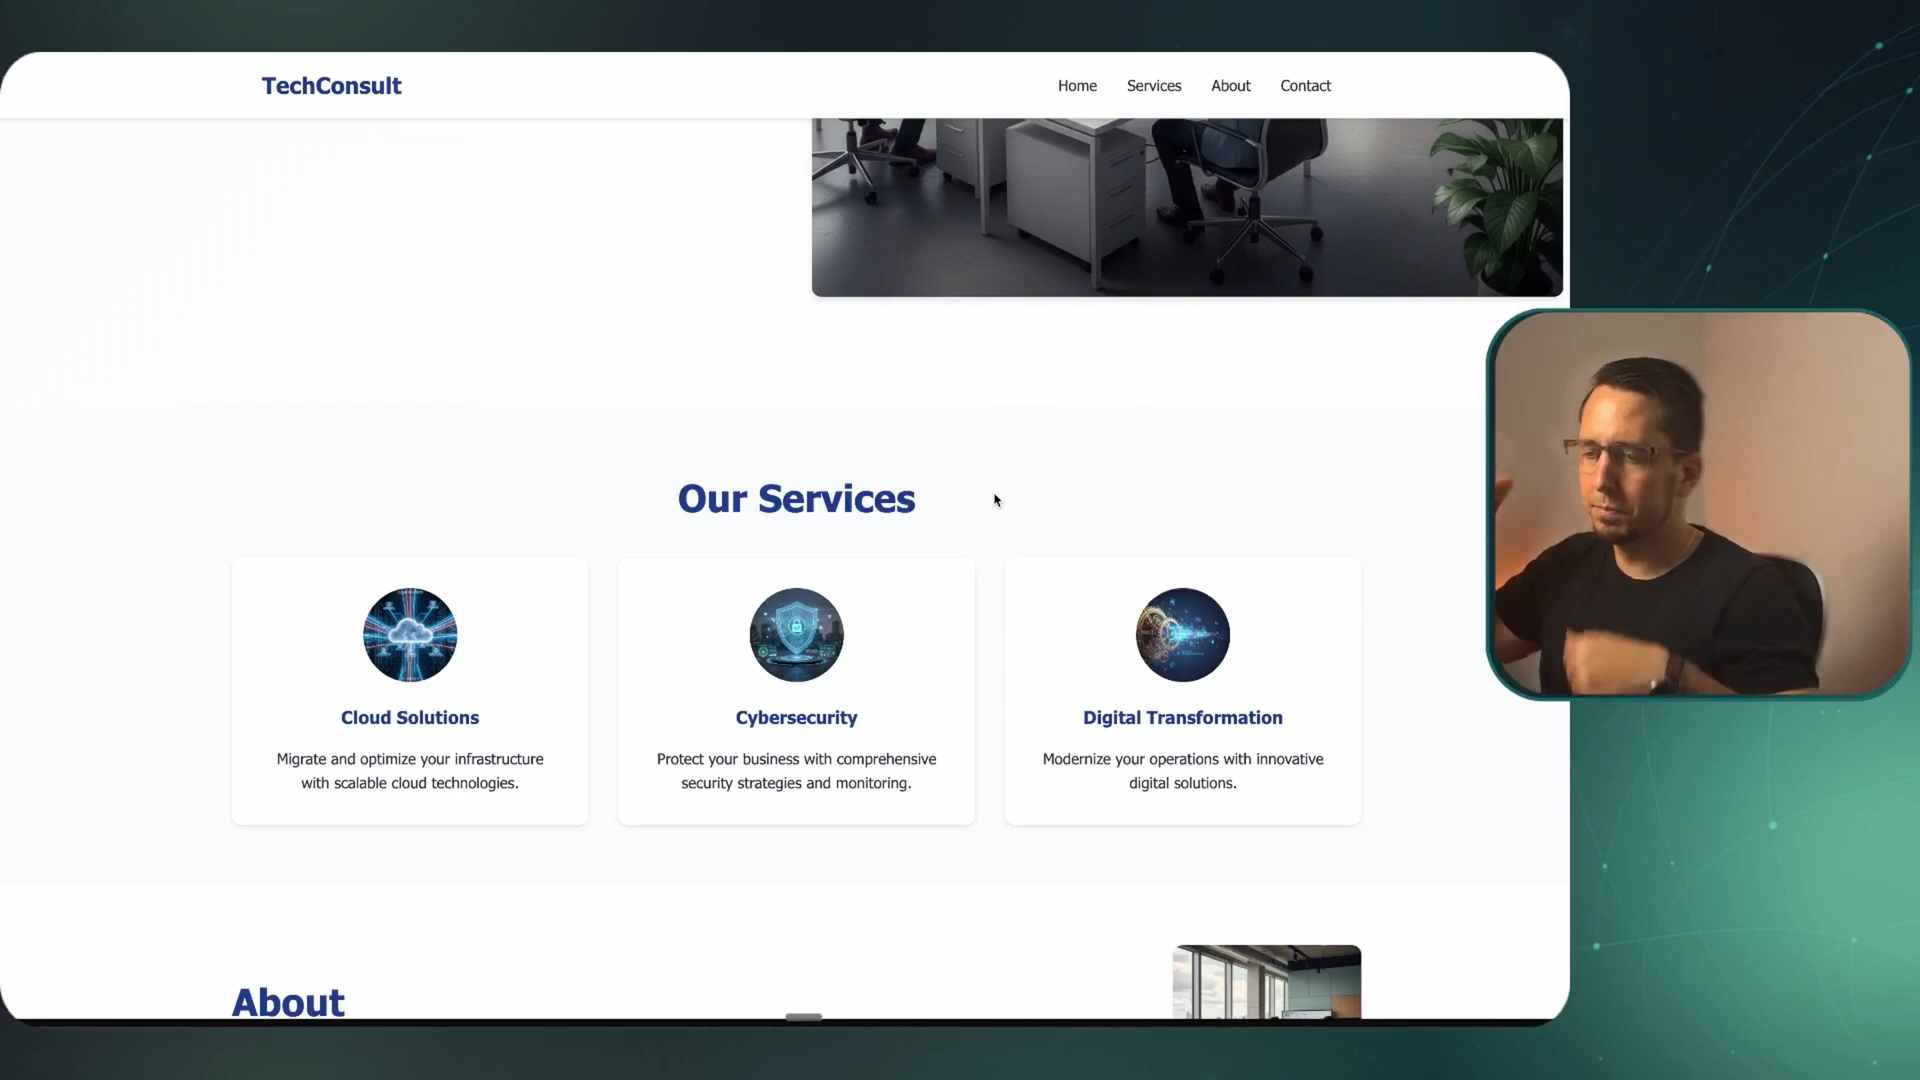 TechConsult
Home Services About Contact
Our Services
Cloud Solutions
Migrate and optimize your infrastructure
with scalable cloud technologies.
Cybersecurity
Protect your business with comprehensive
security strategies and monitoring.
Digital Transformation
Modernize your operations with innovative
digital solutions.
About